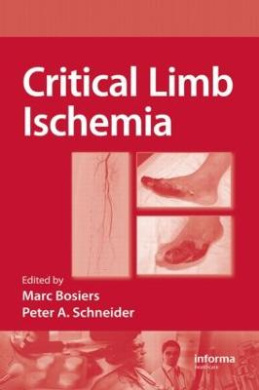 Critical Limb
Ischemia
Edited by
Marc Bosiers
Peter A. Schneider
informa
healthcare